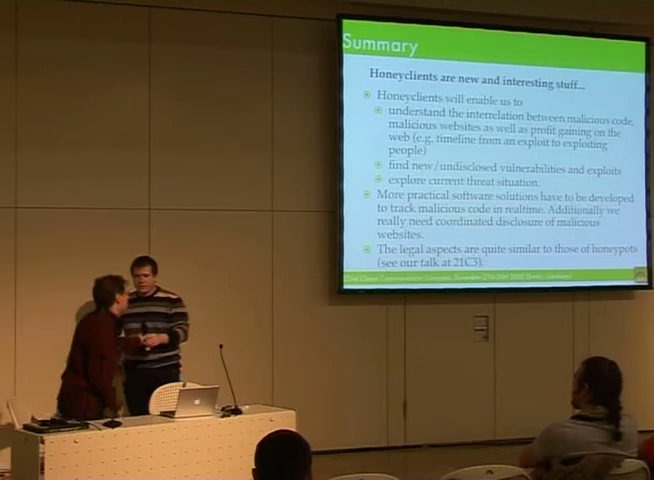 Summary
Honeyclients are new and interesting stuff...
Honeyclients will enable us to
understand the interrelation between malicious code,
malicious websites as well as profit gaining on the
web (e.g. timeline from an exploit to exploiting
people)
find new/undisclosed vulnerabilities and exploits
explore current threat situation.
More practical software solutions have to be developed
to track malicious code in realtime. Additionally we
really need coordinated disclosure of malicious
websites.
The legal aspects are quite similar to those of honeypots
(see our talk at 21C3).